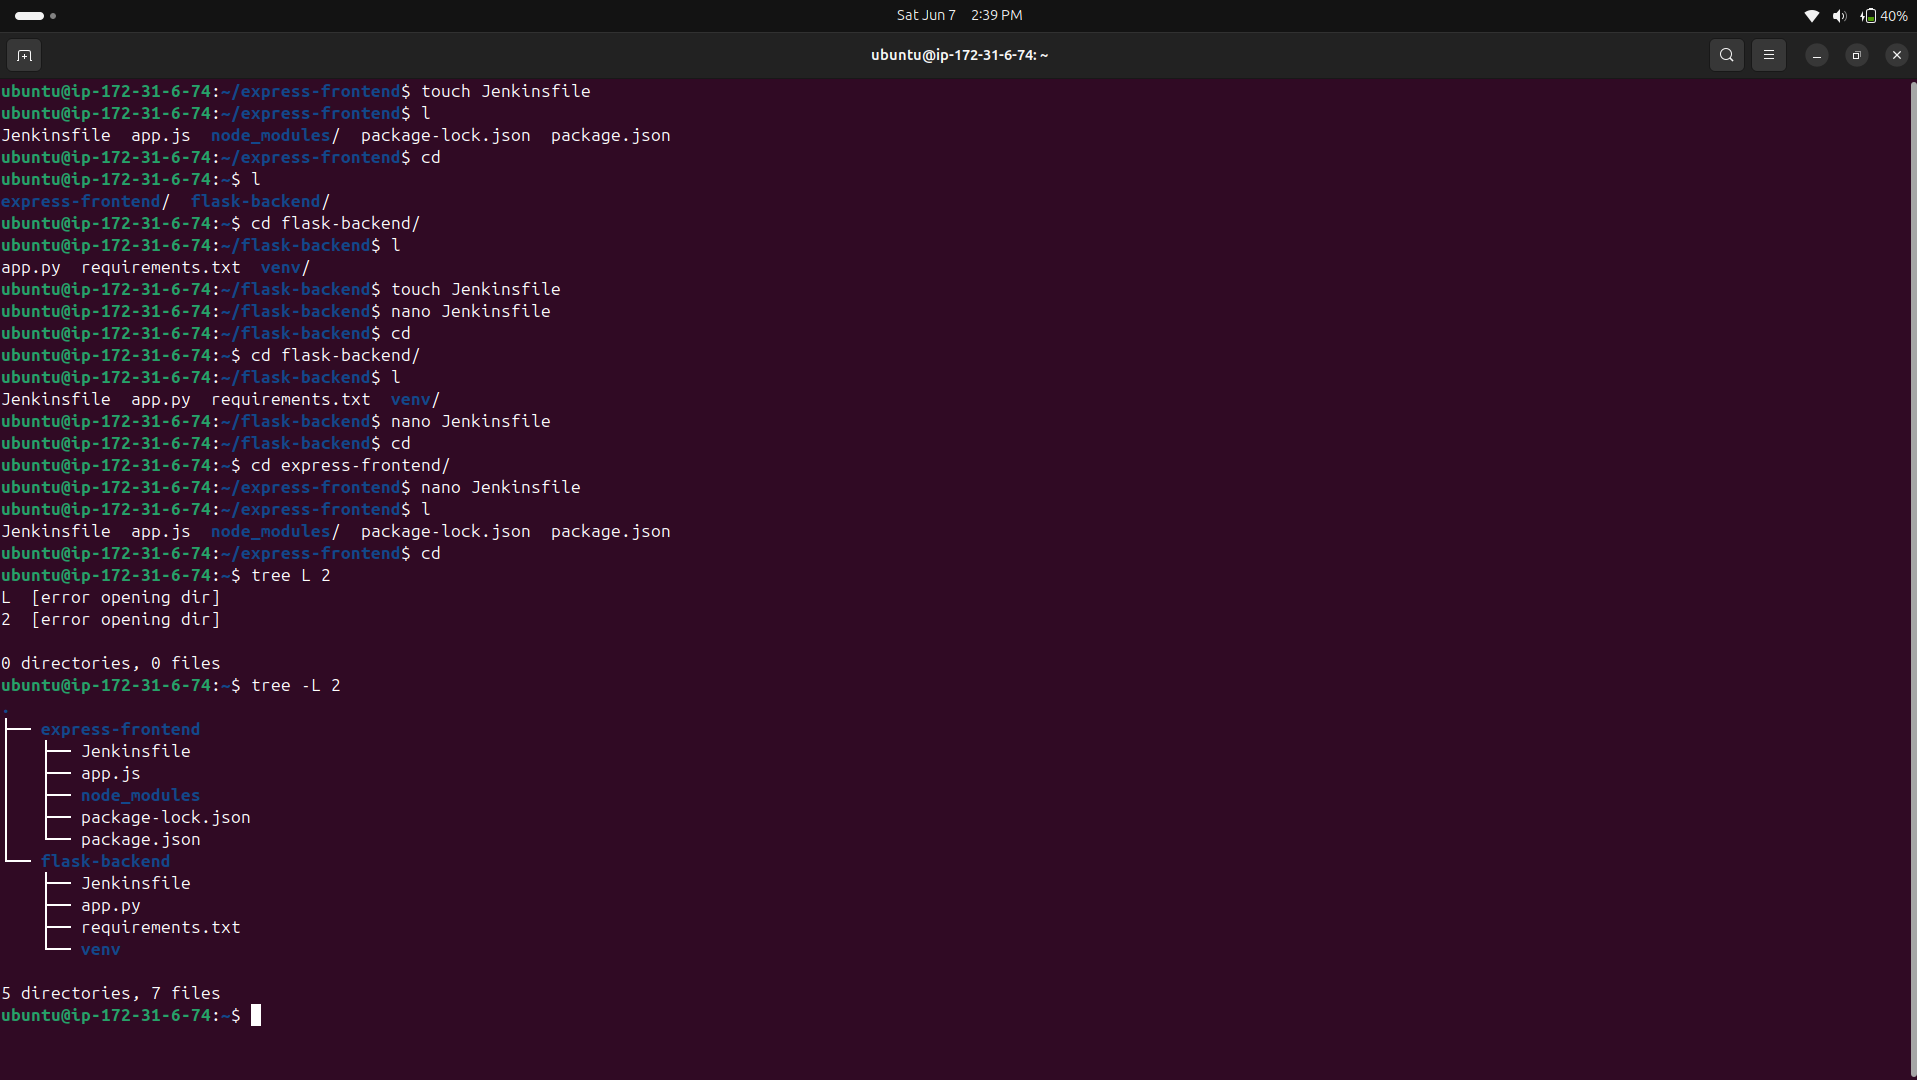 Sat Jun 7 2:39 PM
40%
ubuntu@ip-172-31-6-74: ~
ubuntu@ip-172-31-6-74:~/express-frontend$ touch Jenkinsfile
ubuntu@ip-172-31-6-74:~/express-frontend$ l
Jenkinsfile  app.js  node_modules/  package-lock.json  package.json
ubuntu@ip-172-31-6-74:~/express-frontend$ cd
ubuntu@ip-172-31-6-74:~$ l
express-frontend/  flask-backend/
ubuntu@ip-172-31-6-74:~$ cd flask-backend/
ubuntu@ip-172-31-6-74:~/flask-backend$ l
app.py  requirements.txt  venv/
ubuntu@ip-172-31-6-74:~/flask-backend$ touch Jenkinsfile
ubuntu@ip-172-31-6-74:~/flask-backend$ nano Jenkinsfile
ubuntu@ip-172-31-6-74:~/flask-backend$ cd
ubuntu@ip-172-31-6-74:~$ cd flask-backend/
ubuntu@ip-172-31-6-74:~/flask-backend$ l
Jenkinsfile  app.py  requirements.txt  venv/
ubuntu@ip-172-31-6-74:~/flask-backend$ nano Jenkinsfile
ubuntu@ip-172-31-6-74:~/flask-backend$ cd
ubuntu@ip-172-31-6-74:~$ cd express-frontend/
ubuntu@ip-172-31-6-74:~/express-frontend$ nano Jenkinsfile
ubuntu@ip-172-31-6-74:~/express-frontend$ l
Jenkinsfile  app.js  node_modules/  package-lock.json  package.json
ubuntu@ip-172-31-6-74:~/express-frontend$ cd
ubuntu@ip-172-31-6-74:~$ tree L 2
L  [error opening dir]
2  [error opening dir]
0 directories, 0 files
ubuntu@ip-172-31-6-74:~$ tree -L 2
.
├── express-frontend
│   ├── Jenkinsfile
│   ├── app.js
│   ├── node_modules
│   ├── package-lock.json
│   └── package.json
└── flask-backend
    ├── Jenkinsfile
    ├── app.py
    ├── requirements.txt
    └── venv
5 directories, 7 files
ubuntu@ip-172-31-6-74:~$